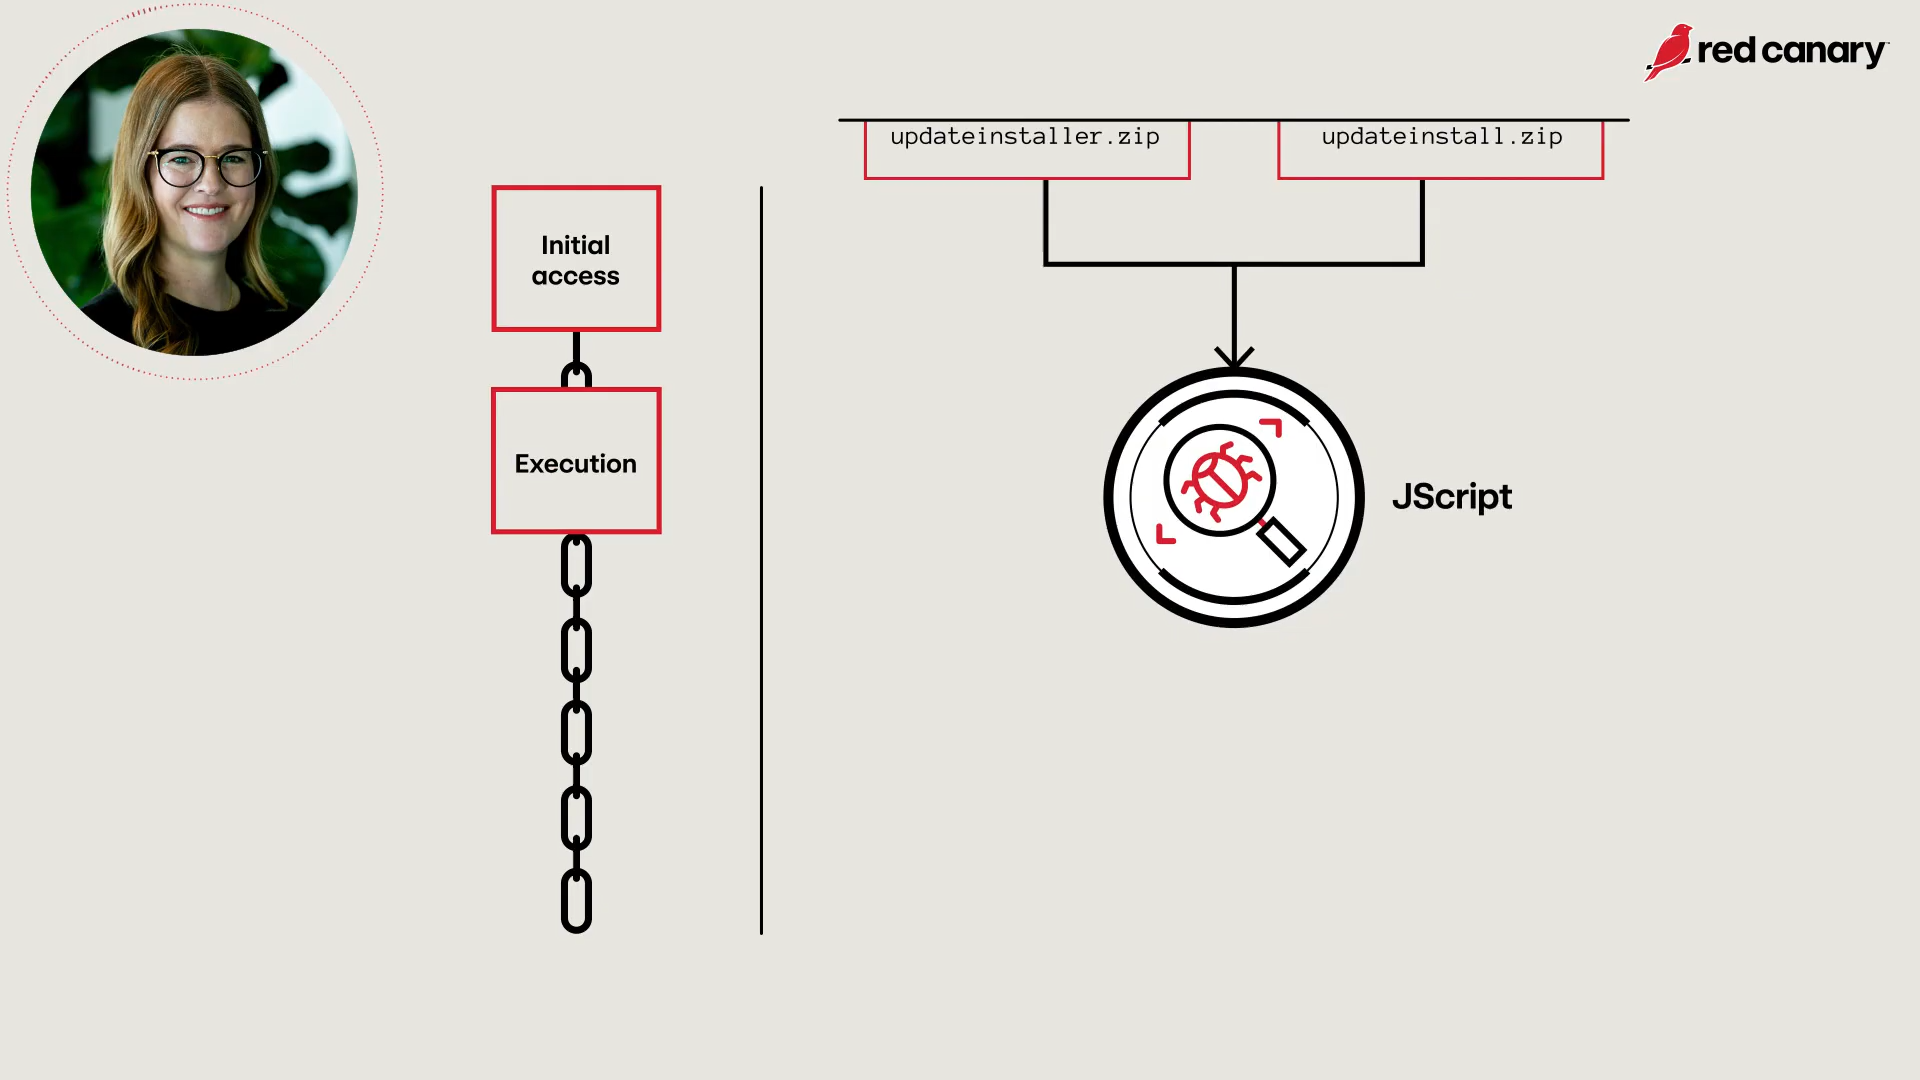 red canary
updateinstaller.zip
updateinstall.zip
Initial
access
Execution
JScript